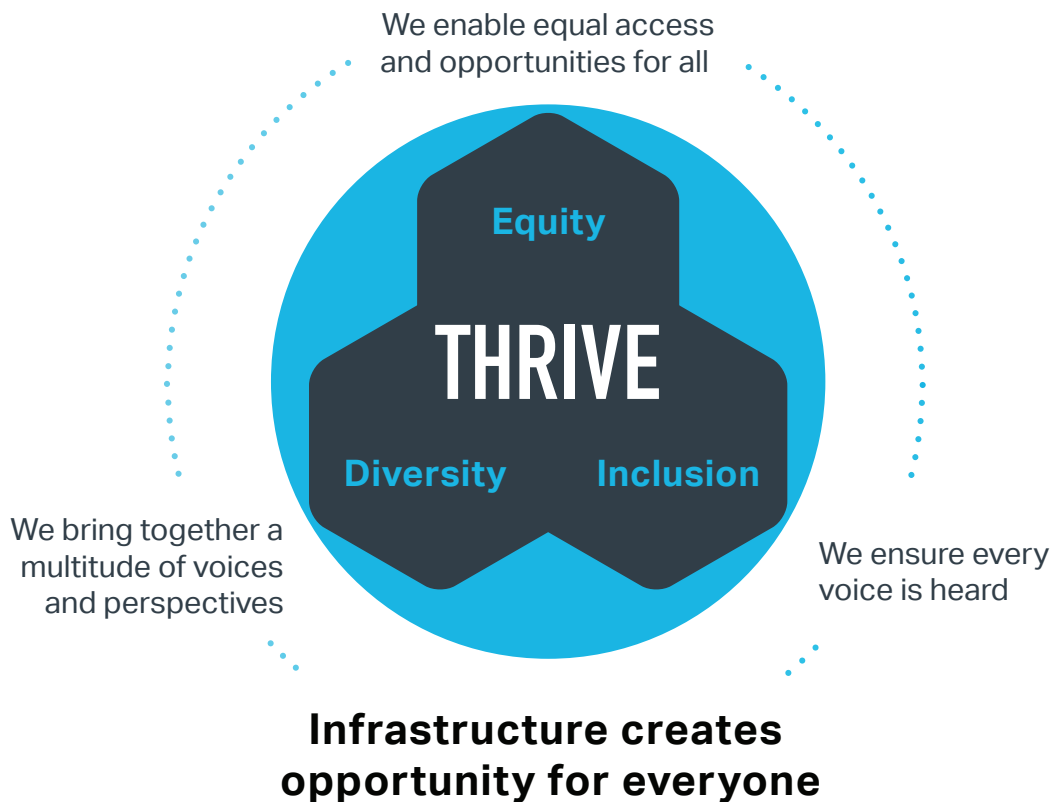 We enable equal access
and opportunities for all
Equity
THRIVE
Diversity
Inclusion
We bring together a
multitude of voices
and perspectives
We ensure every
voice is heard
Infrastructure creates
opportunity for everyone